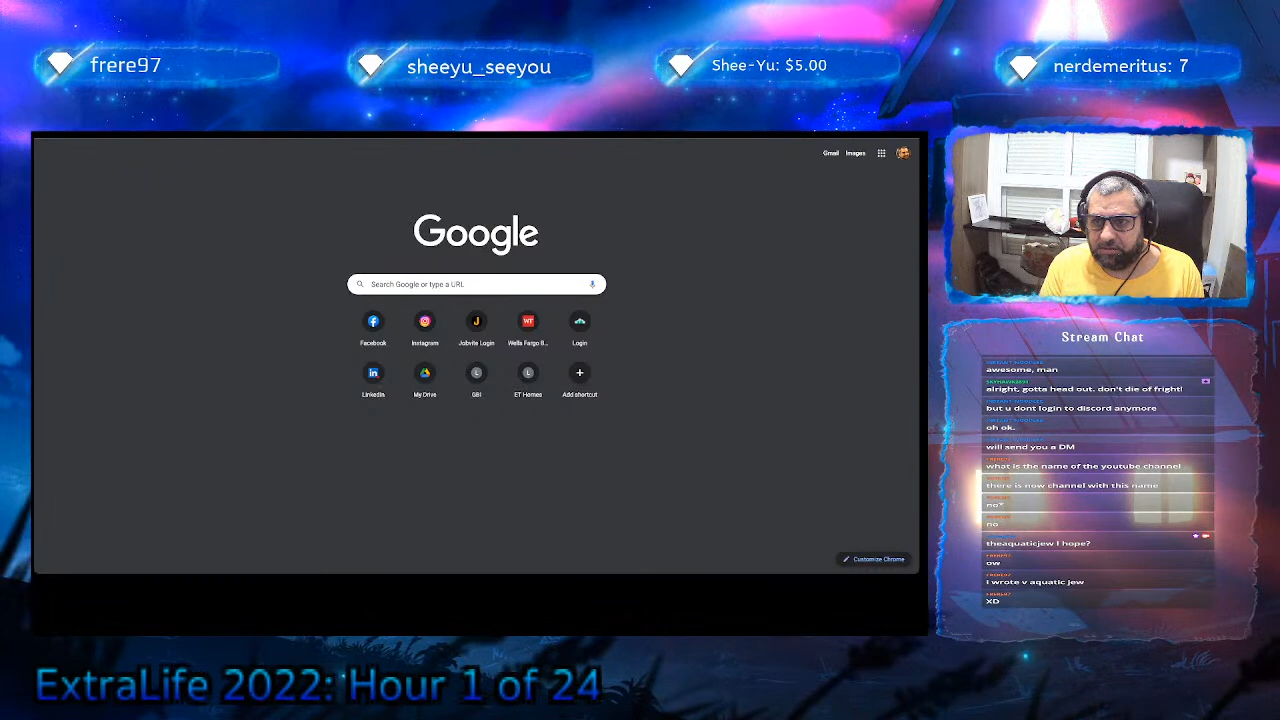 frere97
sheeyu_seeyou
Shee-Yu: $5.00
nerdemeritus: 7
Gmail Images
Google
Search Google or type a URL
Facebook Instagram Jobvite Login Wells Fargo B... Login
LinkedIn My Drive GBI ET Homes Add shortcut
Customize Chrome
Stream Chat
awesome, man
alright, gotta head out. don't die of fright!
but u dont login to discord anymore
oh ok.
will send you a DM
what is the name of the youtube channel
there is now channel with this name
no*
no
theaquaticjew I hope?
ow
I wrote v aquatic jew
XD
ExtraLife 2022: Hour 1 of 24